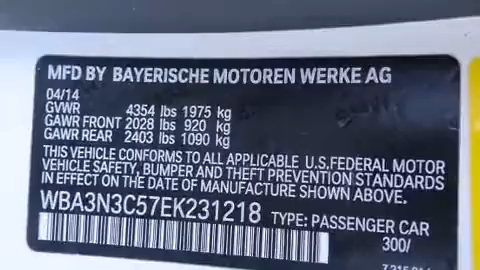 MFD BY BAYERISCHE MOTOREN WERKE AG
04/14
GVWR 4354 lbs 1975 kg
GAWR FRONT 2028 lbs 920 kg
GAWR REAR 2403 lbs 1090 kg
THIS VEHICLE CONFORMS TO ALL APPLICABLE U.S.FEDERAL MOTOR
VEHICLE SAFETY, BUMPER AND THEFT PREVENTION STANDARDS
IN EFFECT ON THE DATE OF MANUFACTURE SHOWN ABOVE.
WBA3N3C57EK231218 TYPE: PASSENGER CAR
300/